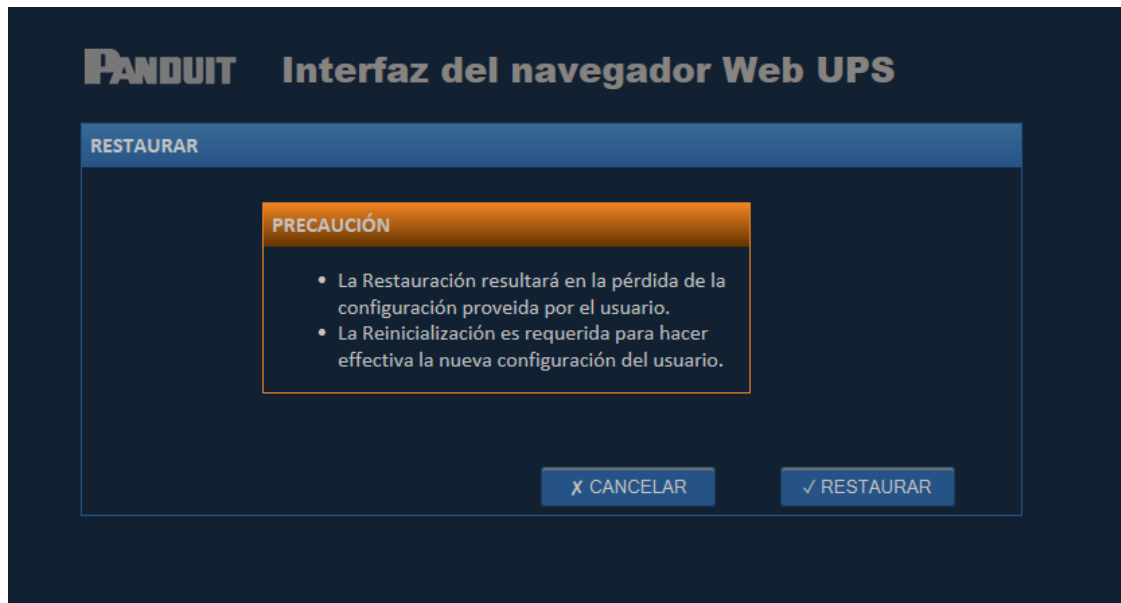 PANDUIT Interfaz del navegador Web UPS
RESTAURAR
PRECAUCIÓN
• La Restauración resultará en la pérdida de la
configuración proveida por el usuario.
• La Reinicialización es requerida para hacer
effectiva la nueva configuración del usuario.
✗ CANCELAR ✓ RESTAURAR